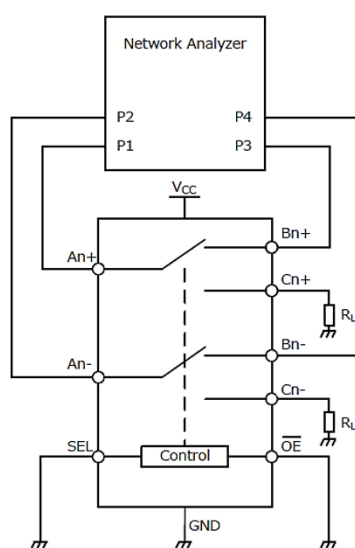 Network Analyzer
P2 P4
P1 P3
VCC
Bn+
An+
Cn+
RL
Bn-
An-
Cn-
RL
SEL
Control
OE
GND